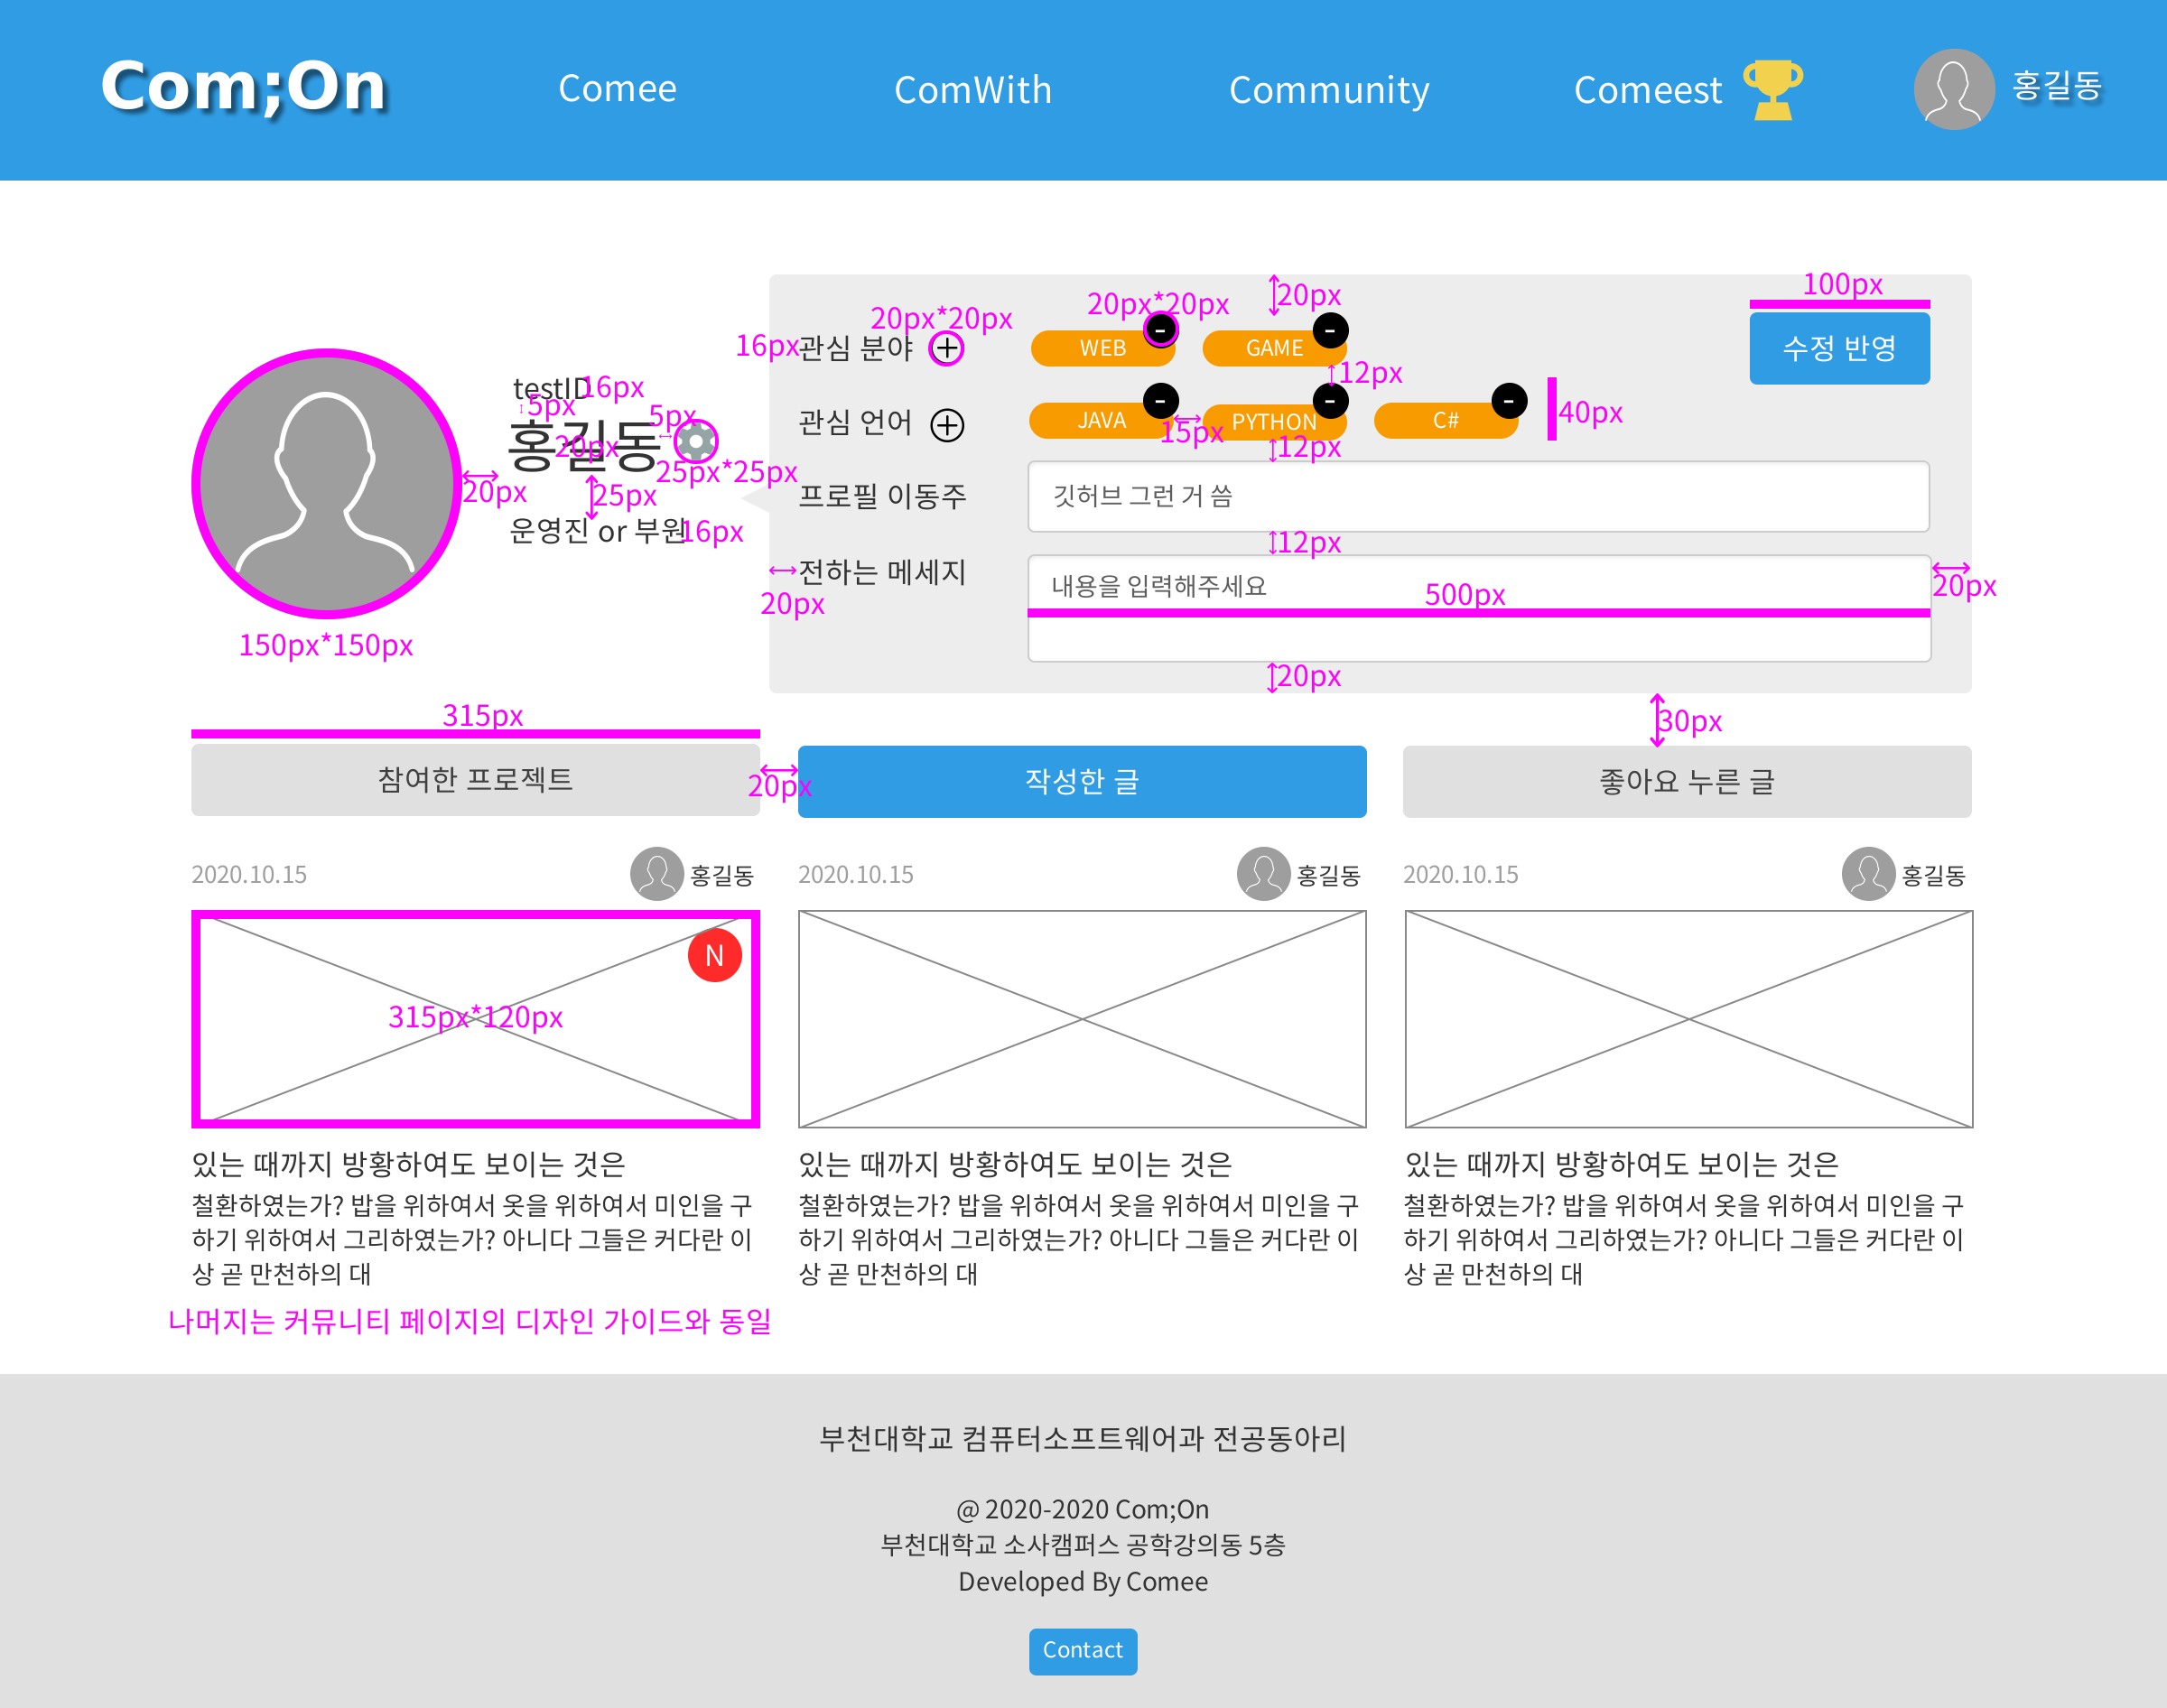 Com;On
Comee
ComWith
Community
Comeest
홍길동
testID
16px
5px
홍길동
20px
5px
25px*25px
20px
25px
운영진 or 부원
16px
150px*150px
20px*20px
20px*20px
20px
100px
16px
관심 분야
+
WEB
-
GAME
-
수정 반영
12px
관심 언어
+
JAVA
-
15px
PYTHON
-
C#
-
40px
12px
프로필 이동주
깃허브 그런 거 씀
12px
전하는 메세지
20px
내용을 입력해주세요
500px
20px
20px
30px
315px
참여한 프로젝트
20px
작성한 글
좋아요 누른 글
2020.10.15
홍길동
2020.10.15
홍길동
2020.10.15
홍길동
N
315px*120px
있는 때까지 방황하여도 보이는 것은
철환하였는가? 밥을 위하여서 옷을 위하여서 미인을 구
하기 위하여서 그리하였는가? 아니다 그들은 커다란 이
상 곧 만천하의 대
있는 때까지 방황하여도 보이는 것은
철환하였는가? 밥을 위하여서 옷을 위하여서 미인을 구
하기 위하여서 그리하였는가? 아니다 그들은 커다란 이
상 곧 만천하의 대
있는 때까지 방황하여도 보이는 것은
철환하였는가? 밥을 위하여서 옷을 위하여서 미인을 구
하기 위하여서 그리하였는가? 아니다 그들은 커다란 이
상 곧 만천하의 대
나머지는 커뮤니티 페이지의 디자인 가이드와 동일
부천대학교 컴퓨터소프트웨어과 전공동아리
@ 2020-2020 Com;On
부천대학교 소사캠퍼스 공학강의동 5층
Developed By Comee
Contact